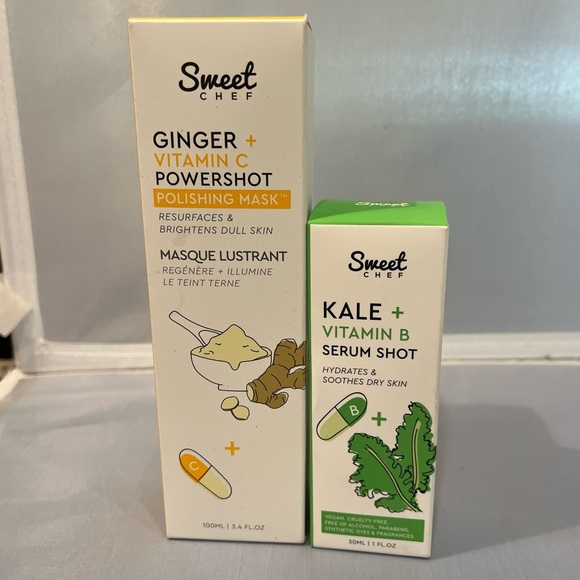 Sweet
CHEF
GINGER +
VITAMIN C
POWERSHOT
POLISHING MASK™
RESURFACES &
BRIGHTENS DULL SKIN
MASQUE LUSTRANT
RÉGÉNÈRE + ILLUMINE
LE TEINT TERNE
+
C
100ML | 3.4 FL.OZ
Sweet
Sweet
CHEF
KALE +
VITAMIN B
SERUM SHOT
HYDRATES &
SOOTHES DRY SKIN
B
+
VEGAN. CRUELTY-FREE.
FREE OF ALCOHOL, PARABENS,
SYNTHETIC DYES & FRAGRANCES.
30ML | 1 FL.OZ